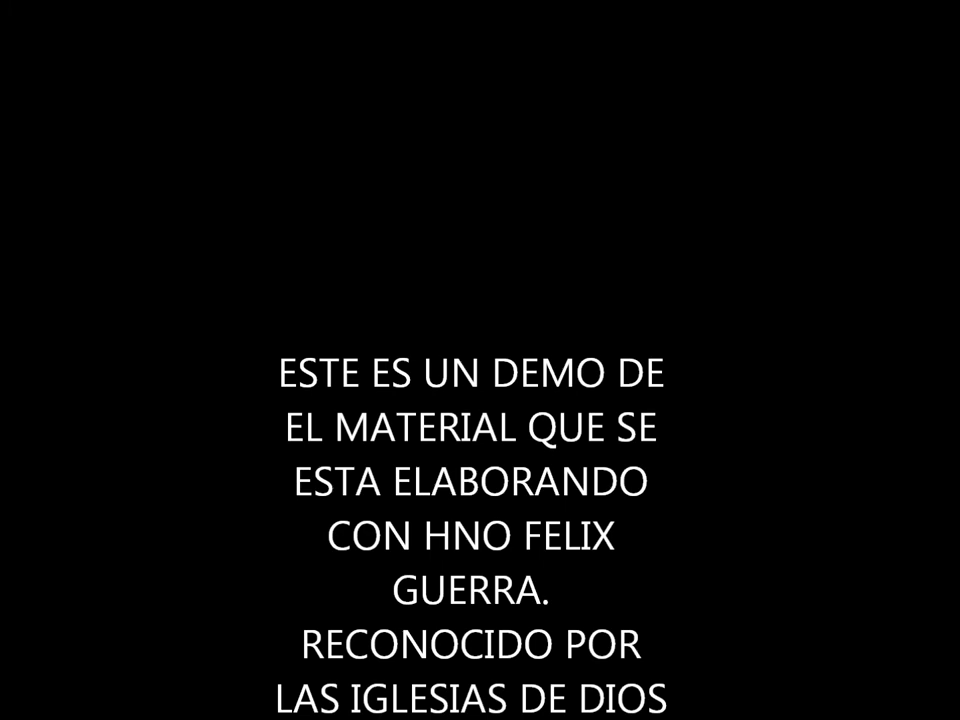 ESTE ES UN DEMO DE
EL MATERIAL QUE SE
ESTA ELABORANDO
CON HNO FELIX
GUERRA.
RECONOCIDO POR
LAS IGLESIAS DE DIOS